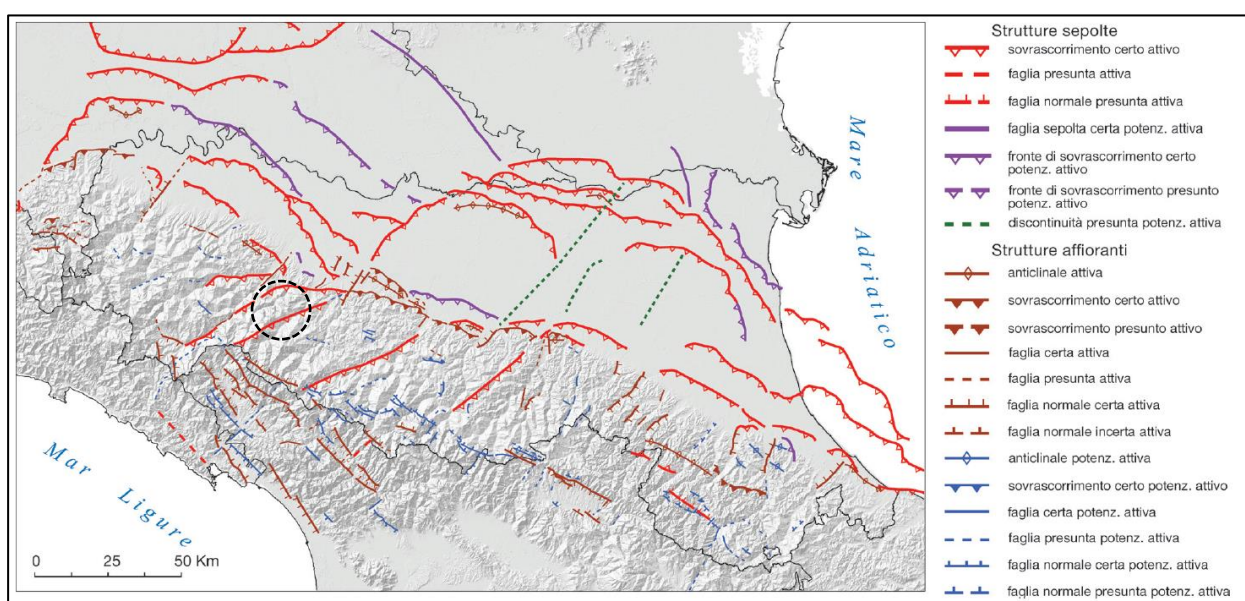 Mare
Adriatico
Mar Ligure
0 25 50 Km
Strutture sepolte
sovrascorrimento certo attivo
faglia presunta attiva
faglia normale presunta attiva
faglia sepolta certa potenz. attiva
fronte di sovrascorrimento certo
potenz. attivo
fronte di sovrascorrimento presunto
potenz. attivo
discontinuità presunta potenz. attiva
Strutture affioranti
anticlinale attiva
sovrascorrimento certo attivo
sovrascorrimento presunto attivo
faglia certa attiva
faglia presunta attiva
faglia normale certa attiva
faglia normale incerta attiva
anticlinale potenz. attiva
sovrascorrimento certo potenz. attivo
faglia certa potenz. attiva
faglia presunta potenz. attiva
faglia normale certa potenz. attiva
faglia normale presunta potenz. attiva